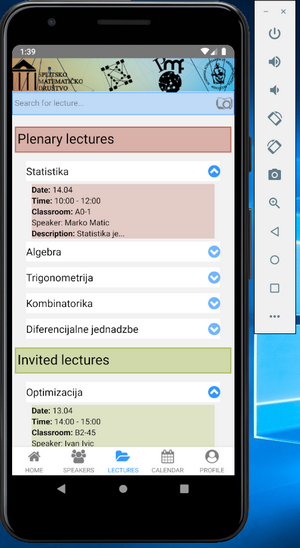 1:39
SPLITSKO
MATEMATIČKO
DRUŠTVO
Search for lecture...
Plenary lectures
Statistika
Date: 14.04
Time: 10:00 - 12:00
Classroom: A0-1
Speaker: Marko Matic
Description: Statistika je...
Algebra
Trigonometrija
Kombinatorika
Diferencijalne jednadzbe
Invited lectures
Optimizacija
Date: 13.04
Time: 14:00 - 15:00
Classroom: B2-45
Speaker: Ivan Ivic
HOME SPEAKERS LECTURES CALENDAR PROFILE